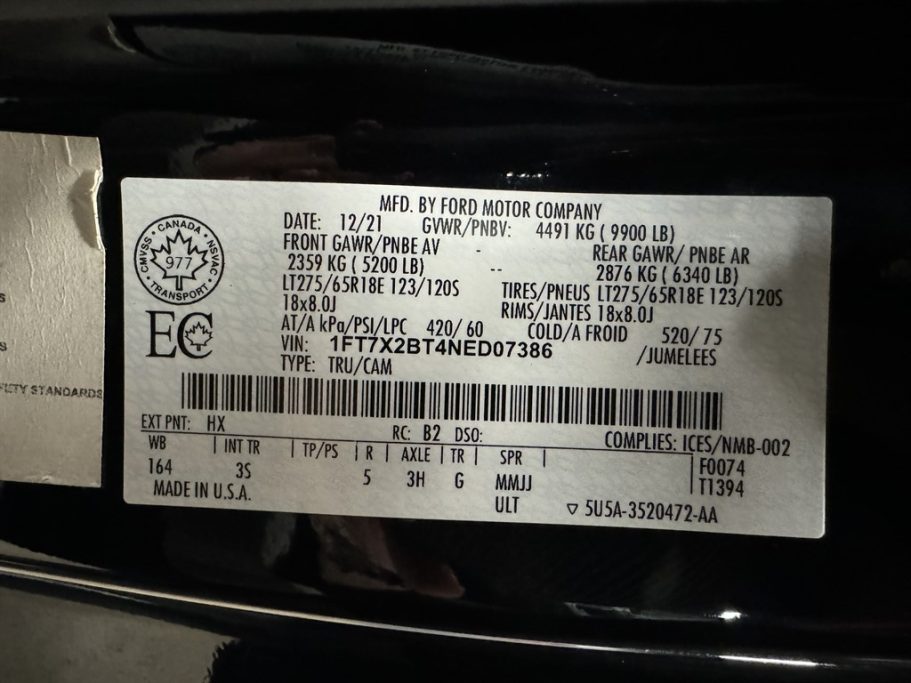 MFD. BY FORD MOTOR COMPANY
DATE: 12/21 GVWR/PNBV: 4491 KG ( 9900 LB)
FRONT GAWR/PNBE AV - REAR GAWR/ PNBE AR
2359 KG ( 5200 LB) -- 2876 KG ( 6340 LB)
LT275/65R18E 123/120S TIRES/PNEUS LT275/65R18E 123/120S
18x8.0J RIMS/JANTES 18x8.0J
AT/A kPa/PSI/LPC 420/ 60 COLD/A FROID 520/ 75
VIN: 1FT7X2BT4NED07386 /JUMELEES
TYPE: TRU/CAM
CMVSS • CANADA • NSVAC • TRANSPORT •
977
EC
EXT PNT: HX RC: B2 DSO: COMPLIES: ICES/NMB-002
WB | INT TR | TP/PS | R | AXLE | TR | SPR | F0074
164 3S 5 3H G MMJJ T1394
MADE IN U.S.A. ULT ▽ 5U5A-3520472-AA
S
S
FETY STANDARDS